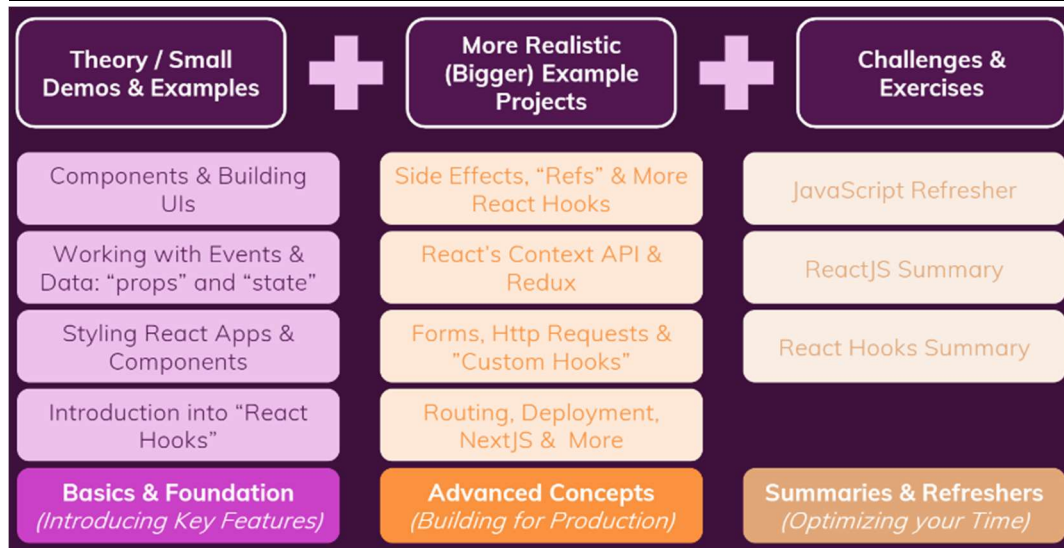 Theory / Small
Demos & Examples
More Realistic
(Bigger) Example
Projects
Challenges &
Exercises
Components & Building
UIs
Working with Events &
Data: “props” and “state”
Styling React Apps &
Components
Introduction into “React
Hooks”
Basics & Foundation
(Introducing Key Features)
Side Effects, “Refs” & More
React Hooks
React’s Context API &
Redux
Forms, Http Requests &
”Custom Hooks”
Routing, Deployment,
NextJS & More
Advanced Concepts
(Building for Production)
JavaScript Refresher
ReactJS Summary
React Hooks Summary
Summaries & Refreshers
(Optimizing your Time)